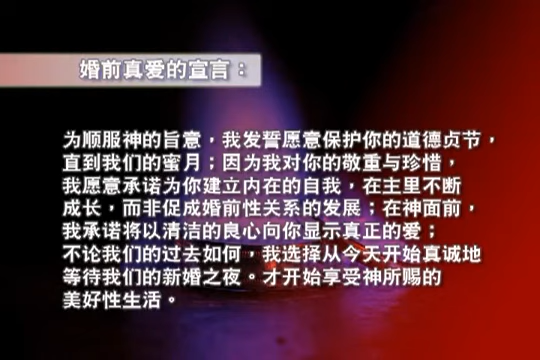 婚前真爱的宣言：
为顺服神的旨意，我发誓愿意保护你的道德贞节，
直到我们的蜜月；因为我对你的敬重与珍惜，
我愿意承诺为你建立内在的自我，在主里不断
成长，而非促成婚前性关系的发展；在神面前，
我承诺将以清洁的良心向你显示真正的爱；
不论我们的过去如何，我选择从今天开始真诚地
等待我们的新婚之夜。才开始享受神所赐的
美好性生活。